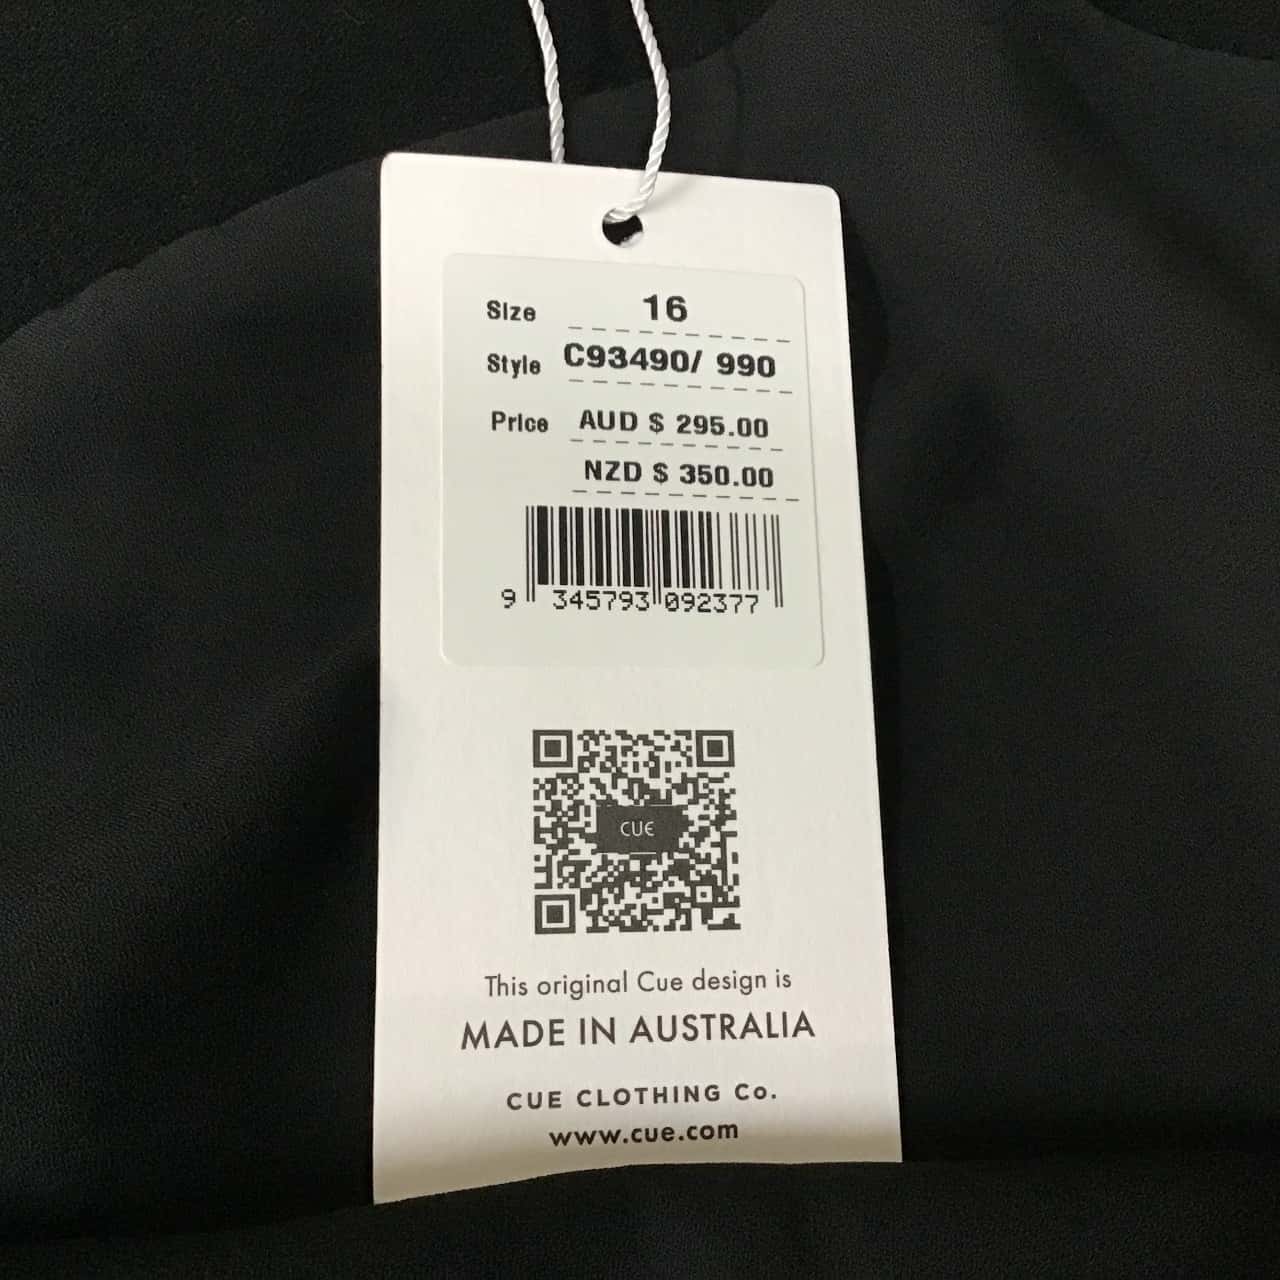 Size 16
Style C93490/ 990
Price AUD $ 295.00
NZD $ 350.00
9 345793 092377
CUE
This original Cue design is
MADE IN AUSTRALIA
CUE CLOTHING Co.
www.cue.com